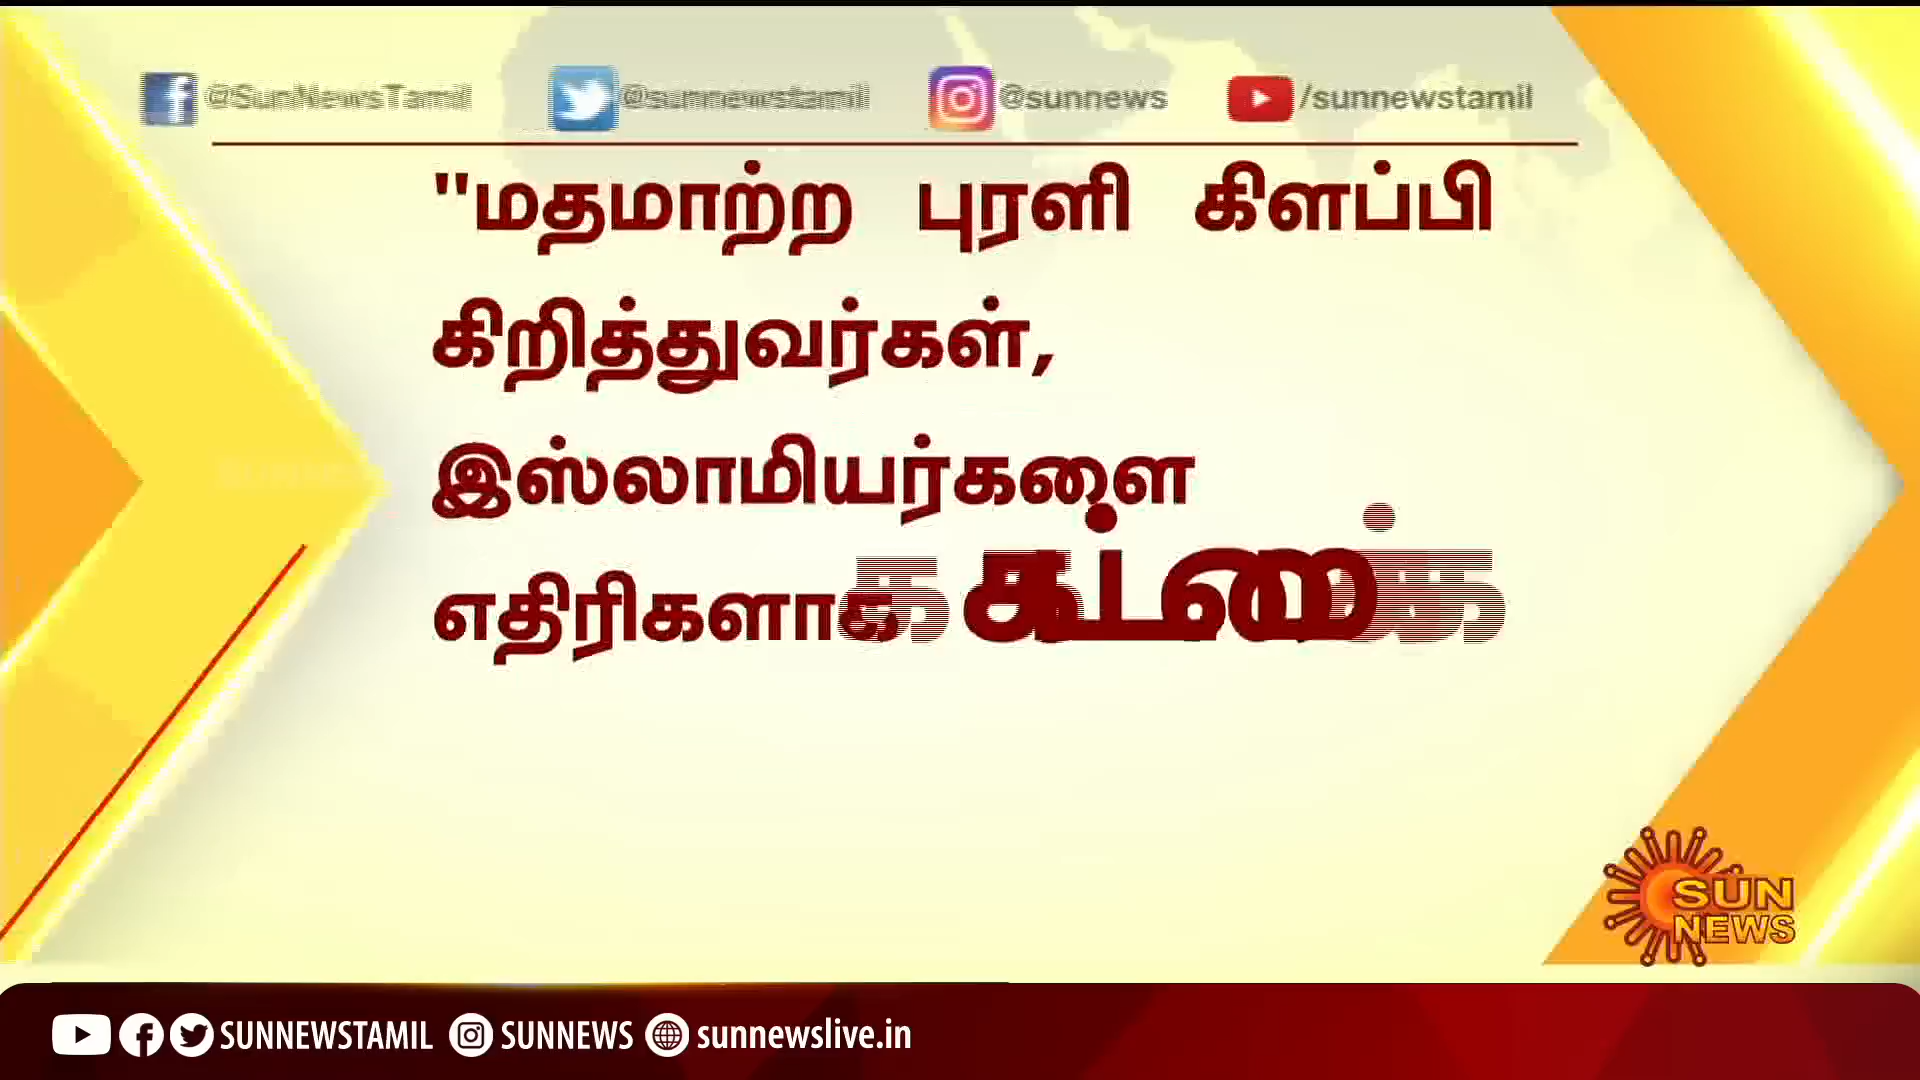 @SunNewsTamil @sunnewstamil @sunnews /sunnewstamil
"மதமாற்ற புரளி கிளப்பி
கிறித்துவர்கள்,
இஸ்லாமியர்களை
எதிரிகளாக
SUN
NEWS
SUNNEWSTAMIL SUNNEWS sunnewslive.in